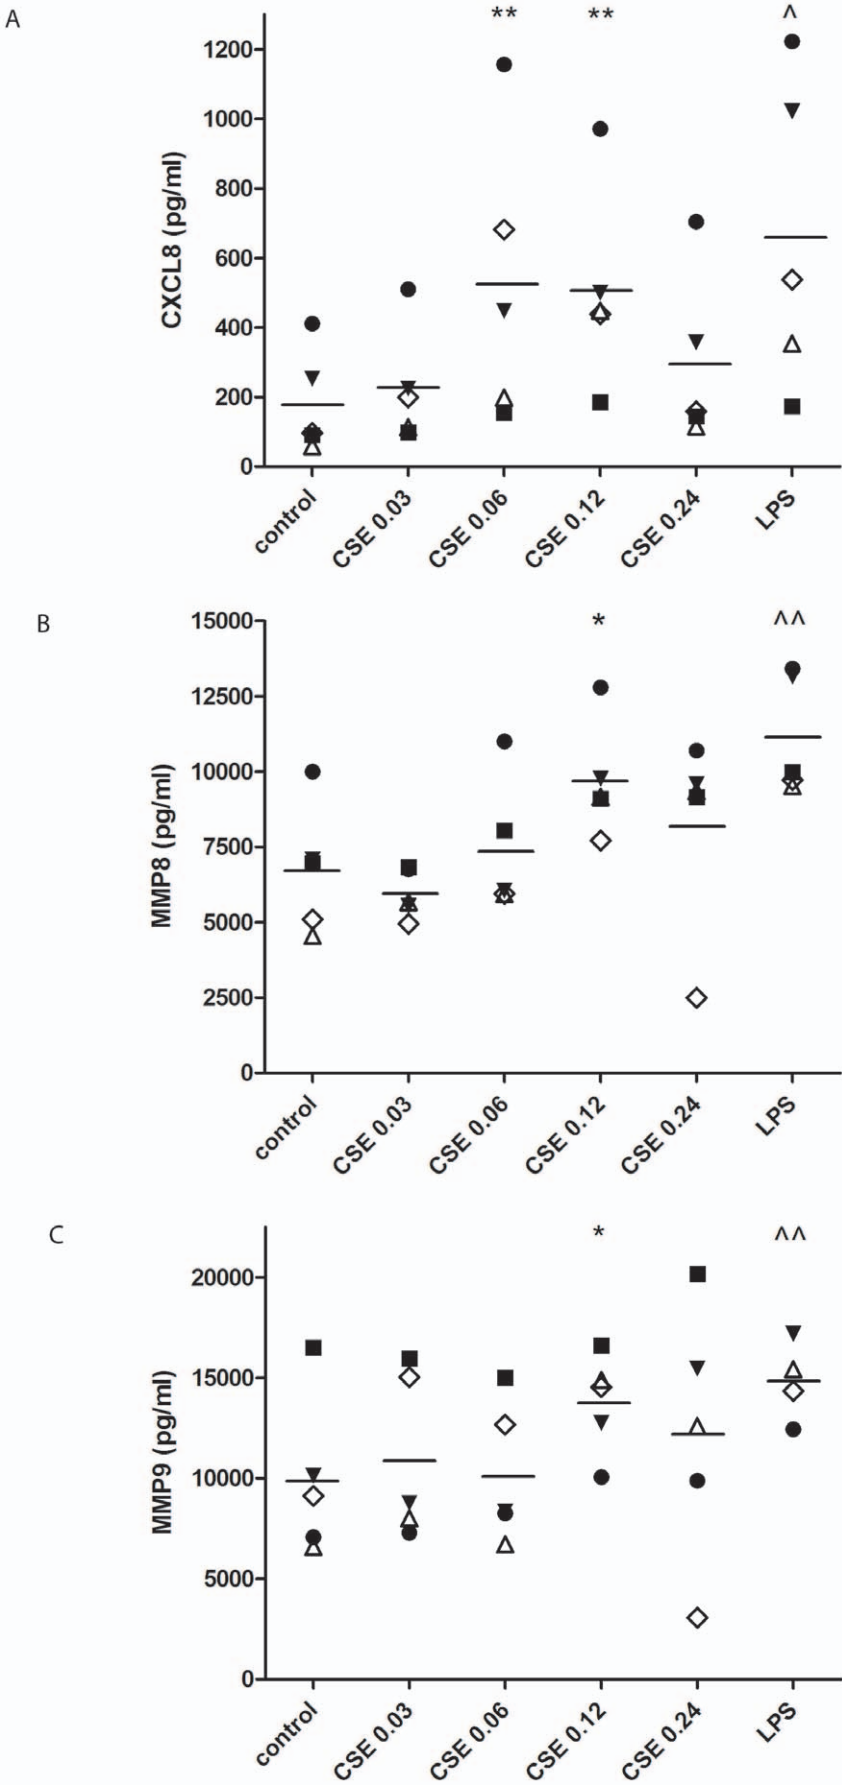 A
** ** ^
CXCL8 (pg/ml)
1200
1000
800
600
400
200
0
control CSE 0.03 CSE 0.06 CSE 0.12 CSE 0.24 LPS
B
* ^^
MMP8 (pg/ml)
15000
12500
10000
7500
5000
2500
0
control CSE 0.03 CSE 0.06 CSE 0.12 CSE 0.24 LPS
C
* ^^
MMP9 (pg/ml)
20000
15000
10000
5000
0
control CSE 0.03 CSE 0.06 CSE 0.12 CSE 0.24 LPS